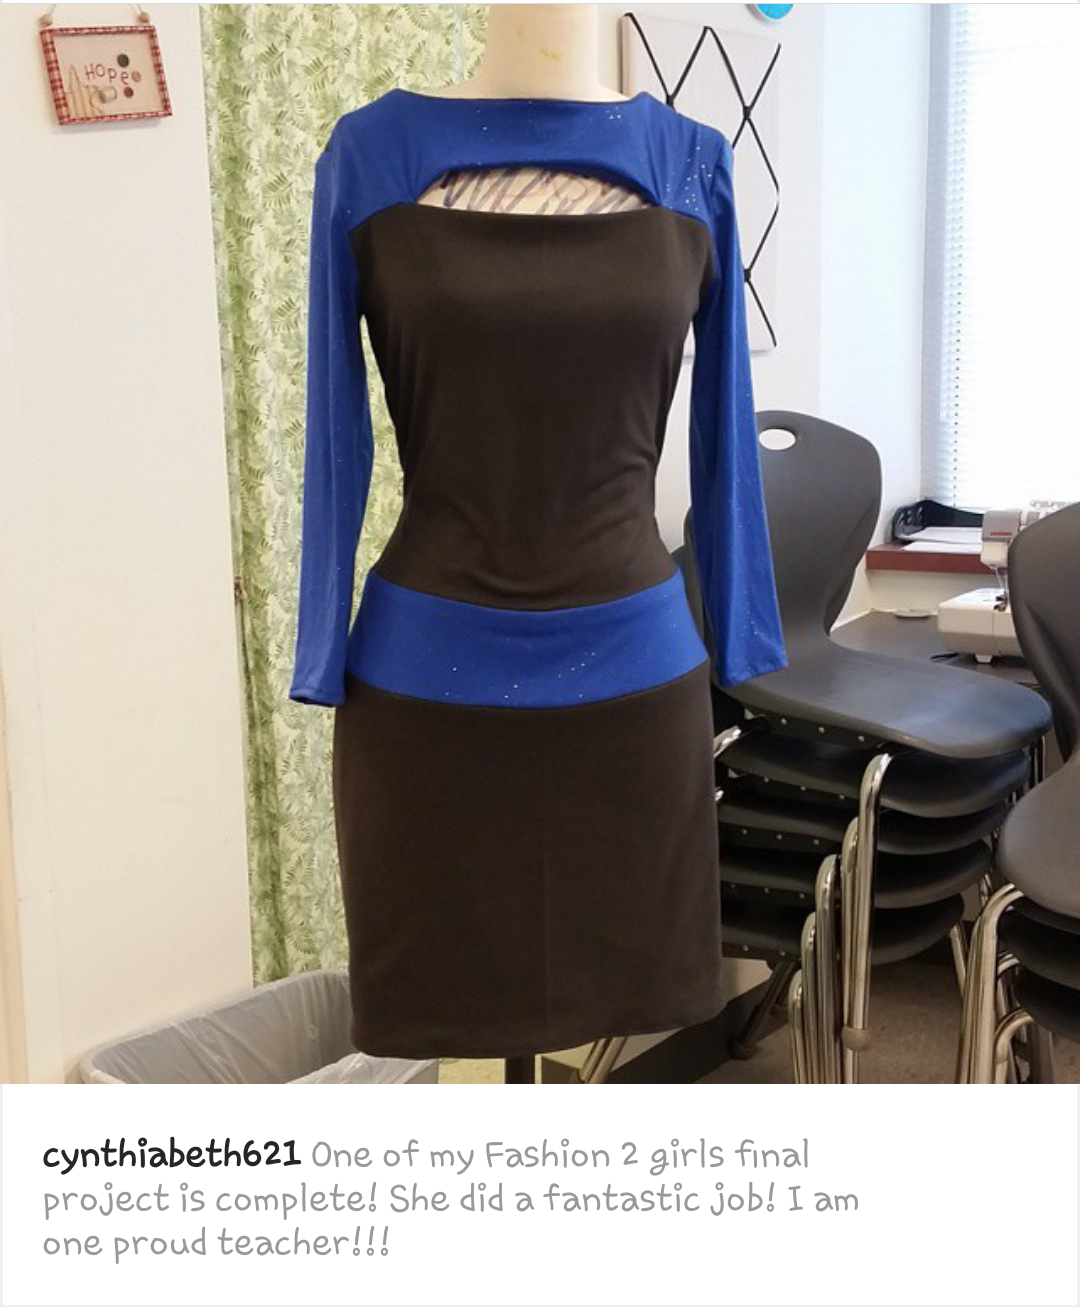 HOPE
cynthiabeth621 One of my Fashion 2 girls final
project is complete! She did a fantastic job! I am
one proud teacher!!!